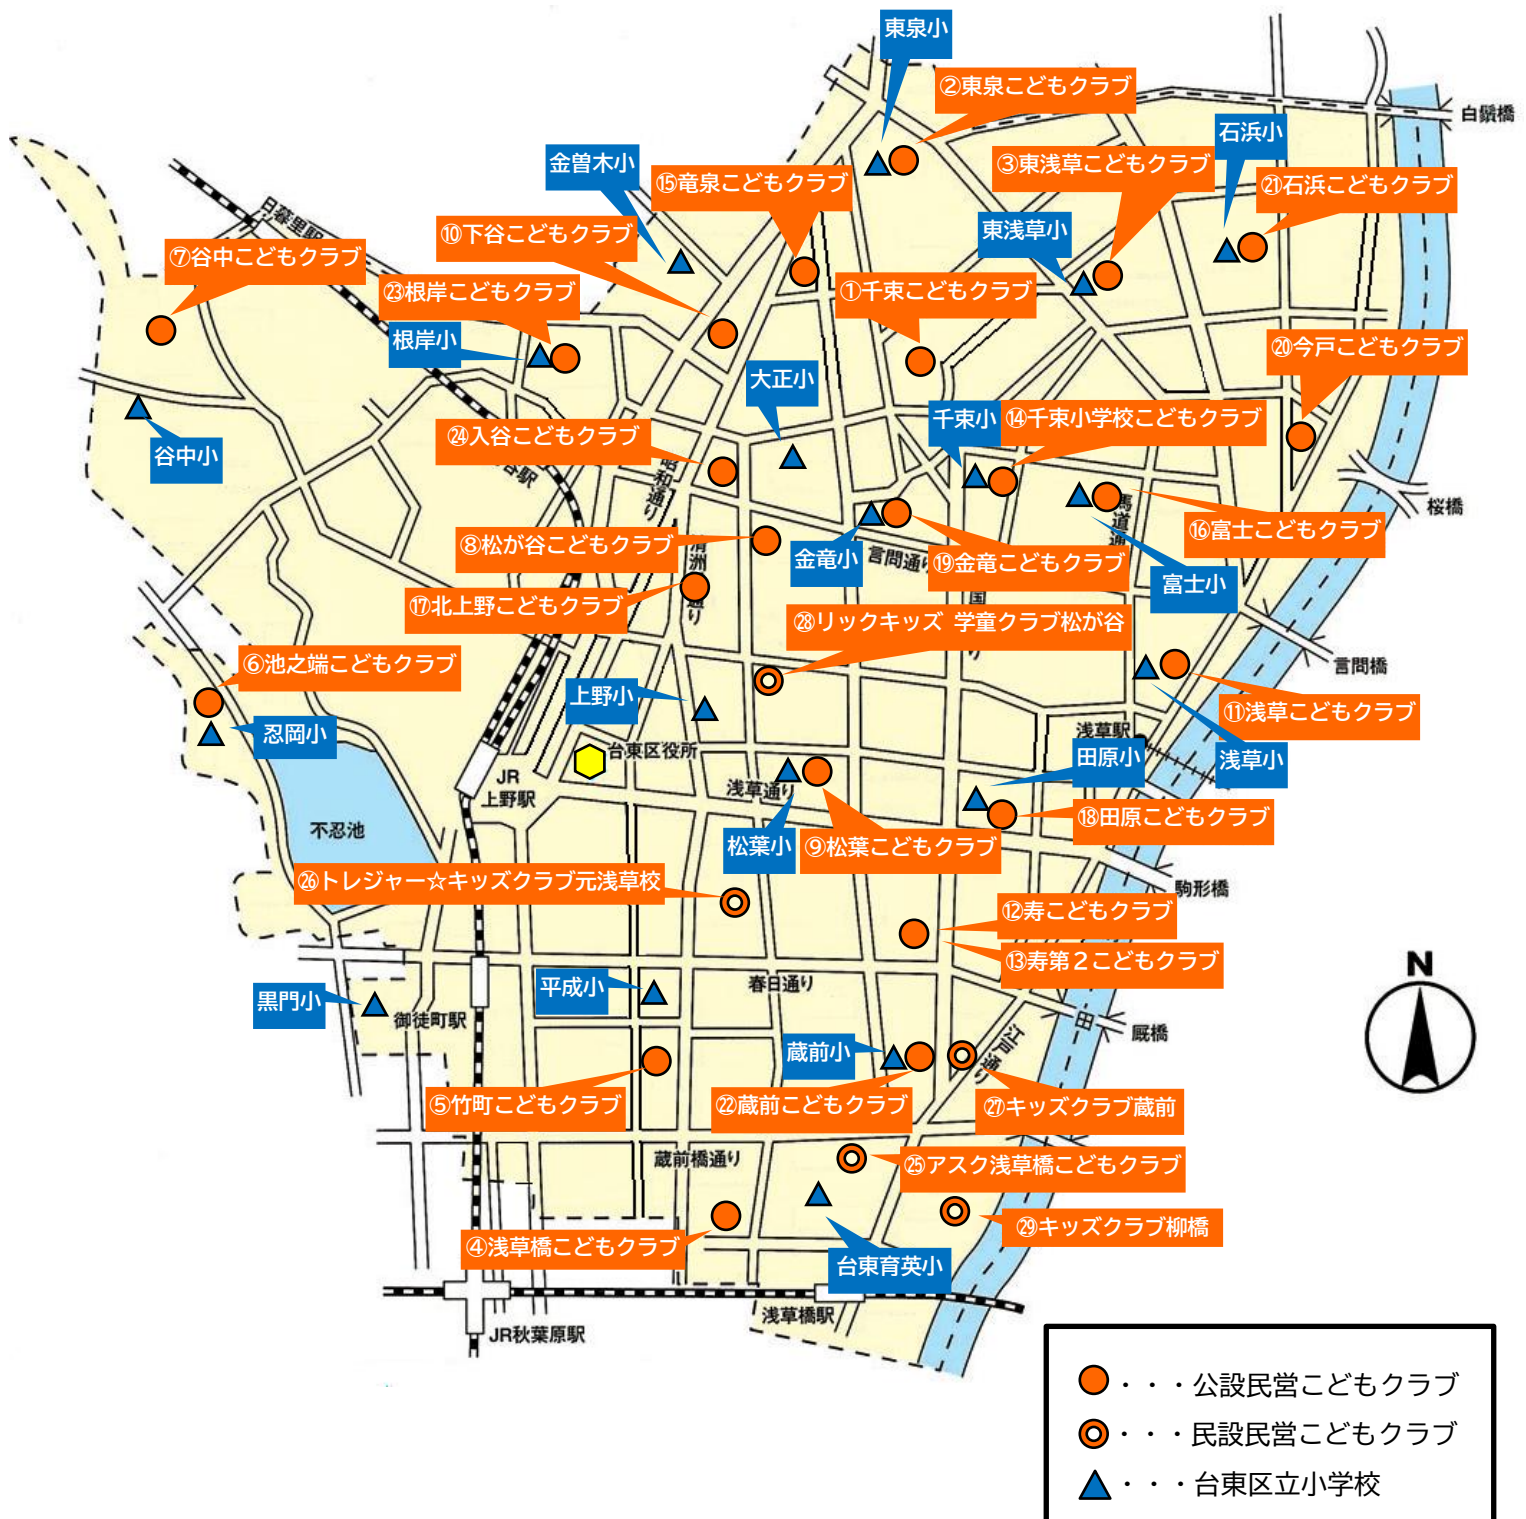 東泉小
②東泉こどもクラブ
白鬚橋
石浜小
金曽木小
③東浅草こどもクラブ
⑮竜泉こどもクラブ
㉑石浜こどもクラブ
日暮里駅
⑩下谷こどもクラブ
東浅草小
⑦谷中こどもクラブ
㉓根岸こどもクラブ
①千束こどもクラブ
根岸小
⑳今戸こどもクラブ
大正小
千束小
⑭千束小学校こどもクラブ
㉔入谷こどもクラブ
谷中小
昭和通り
桜橋
馬道通
⑯富士こどもクラブ
⑧松が谷こどもクラブ
清洲
通り
金竜小
言問通り
⑲金竜こどもクラブ
富士小
⑰北上野こどもクラブ
国
㉘リックキッズ 学童クラブ松が谷
⑥池之端こどもクラブ
言問橋
上野小
⑪浅草こどもクラブ
忍岡小
浅草駅
台東区役所
田原小
浅草小
JR
上野駅
浅草通り
⑱田原こどもクラブ
不忍池
松葉小
⑨松葉こどもクラブ
㉖トレジャー☆キッズクラブ元浅草校
駒形橋
⑫寿こどもクラブ
⑬寿第2こどもクラブ
N
平成小
春日通り
黒門小
御徒町駅
厩橋
蔵前小
江戸通り
⑤竹町こどもクラブ
㉒蔵前こどもクラブ
㉗キッズクラブ蔵前
蔵前橋通り
㉕アスク浅草橋こどもクラブ
㉙キッズクラブ柳橋
④浅草橋こどもクラブ
台東育英小
浅草橋駅
JR秋葉原駅
・・・公設民営こどもクラブ
・・・民設民営こどもクラブ
・・・台東区立小学校